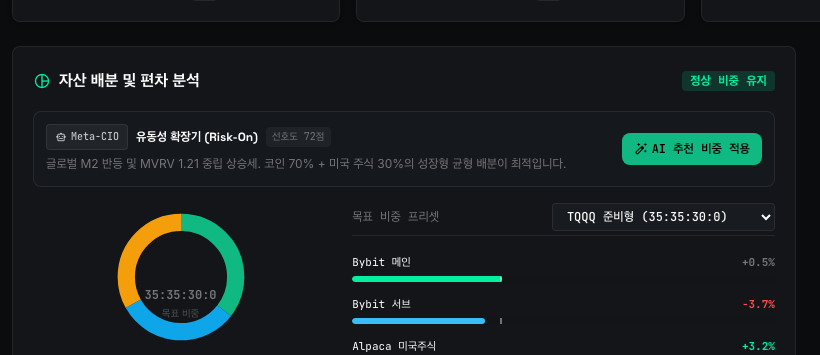 자산 배분 및 편차 분석
정상 비중 유지
Meta-CIO 유동성 확장기 (Risk-On) 선호도 72점
글로벌 M2 반등 및 MVRV 1.21 중립 상승세. 코인 70% + 미국 주식 30%의 성장형 균형 배분이 최적입니다.
AI 추천 비중 적용
목표 비중 프리셋
TQQQ 준비형 (35:35:30:0)
35:35:30:0
목표 비중
Bybit 메인 +0.5%
Bybit 서브 -3.7%
Alpaca 미국주식 +3.2%